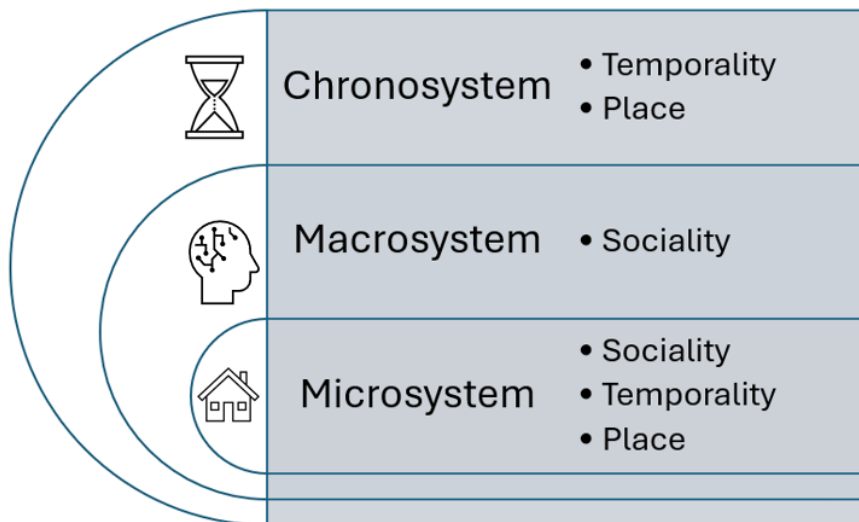 Chronosystem
• Temporality
• Place
Macrosystem
• Sociality
Microsystem
• Sociality
• Temporality
• Place